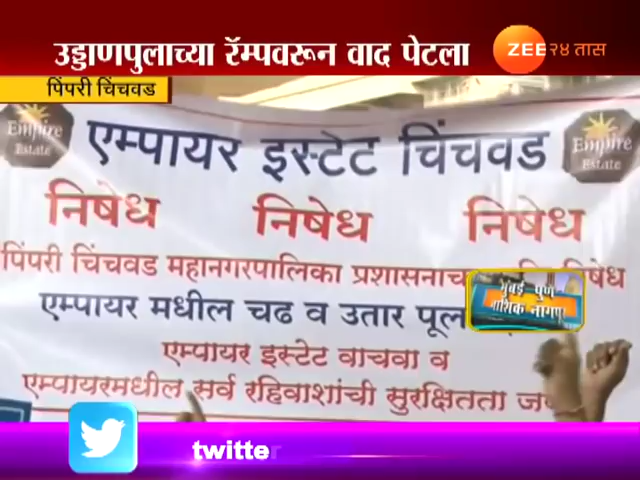 उड्डाणपुलाच्या रॅम्पवरून वाद पेटला
ZEE २४ तास
पिंपरी चिंचवड
Empire Estate
एम्पायर इस्टेट चिंचवड
Empire Estate
निषेध निषेध निषेध
पिंपरी चिंचवड महानगरपालिका प्रशासनाच निषेध
मुंबई पुणे
नाशिक नागपूर
एम्पायर मधील चढ व उतार पूल
एम्पायर इस्टेट वाचवा व
एम्पायरमधील सर्व रहिवाशांची सुरक्षितता ज
twitter